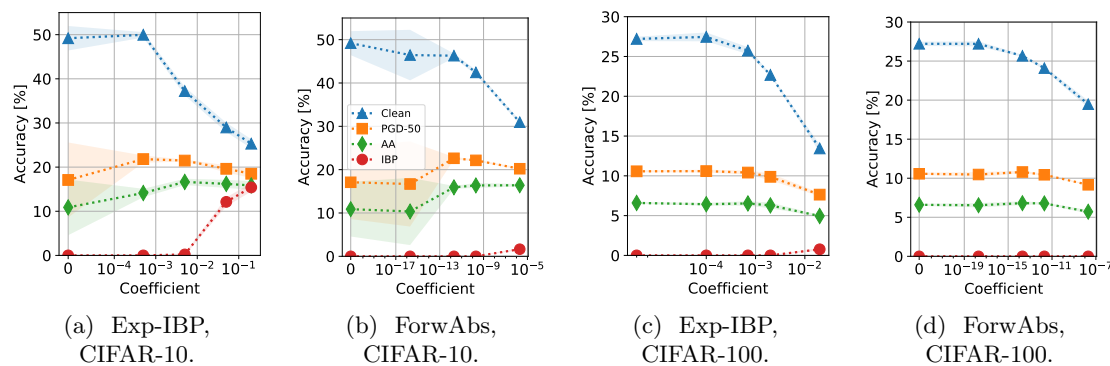 50
40
30
20
10
0
Accuracy [%]
0
10⁻⁴
10⁻³
10⁻²
10⁻¹
Coefficient
(a) Exp-IBP,
CIFAR-10.
50
40
30
20
10
0
Accuracy [%]
Clean
PGD-50
AA
IBP
0
10⁻¹⁷
10⁻¹³
10⁻⁹
10⁻⁵
Coefficient
(b) ForwAbs,
CIFAR-10.
30
25
20
15
10
5
0
Accuracy [%]
10⁻⁴
10⁻³
10⁻²
Coefficient
(c) Exp-IBP,
CIFAR-100.
30
25
20
15
10
5
0
Accuracy [%]
0
10⁻¹⁹
10⁻¹⁵
10⁻¹¹
10⁻⁷
Coefficient
(d) ForwAbs,
CIFAR-100.